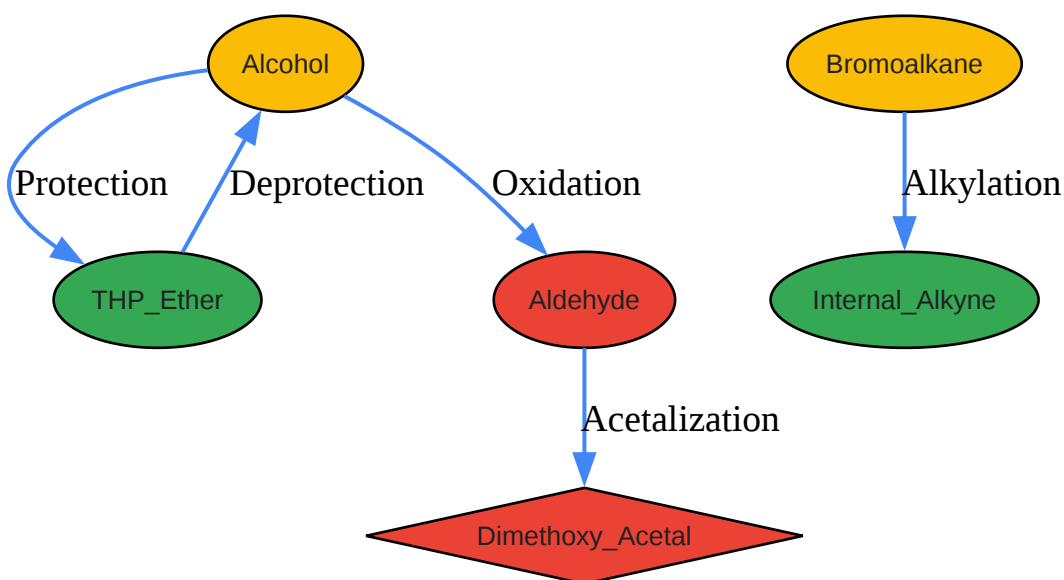 Alcohol
Bromoalkane
Protection
Deprotection
Oxidation
Alkylation
THP_Ether
Aldehyde
Internal_Alkyne
Acetalization
Dimethoxy_Acetal